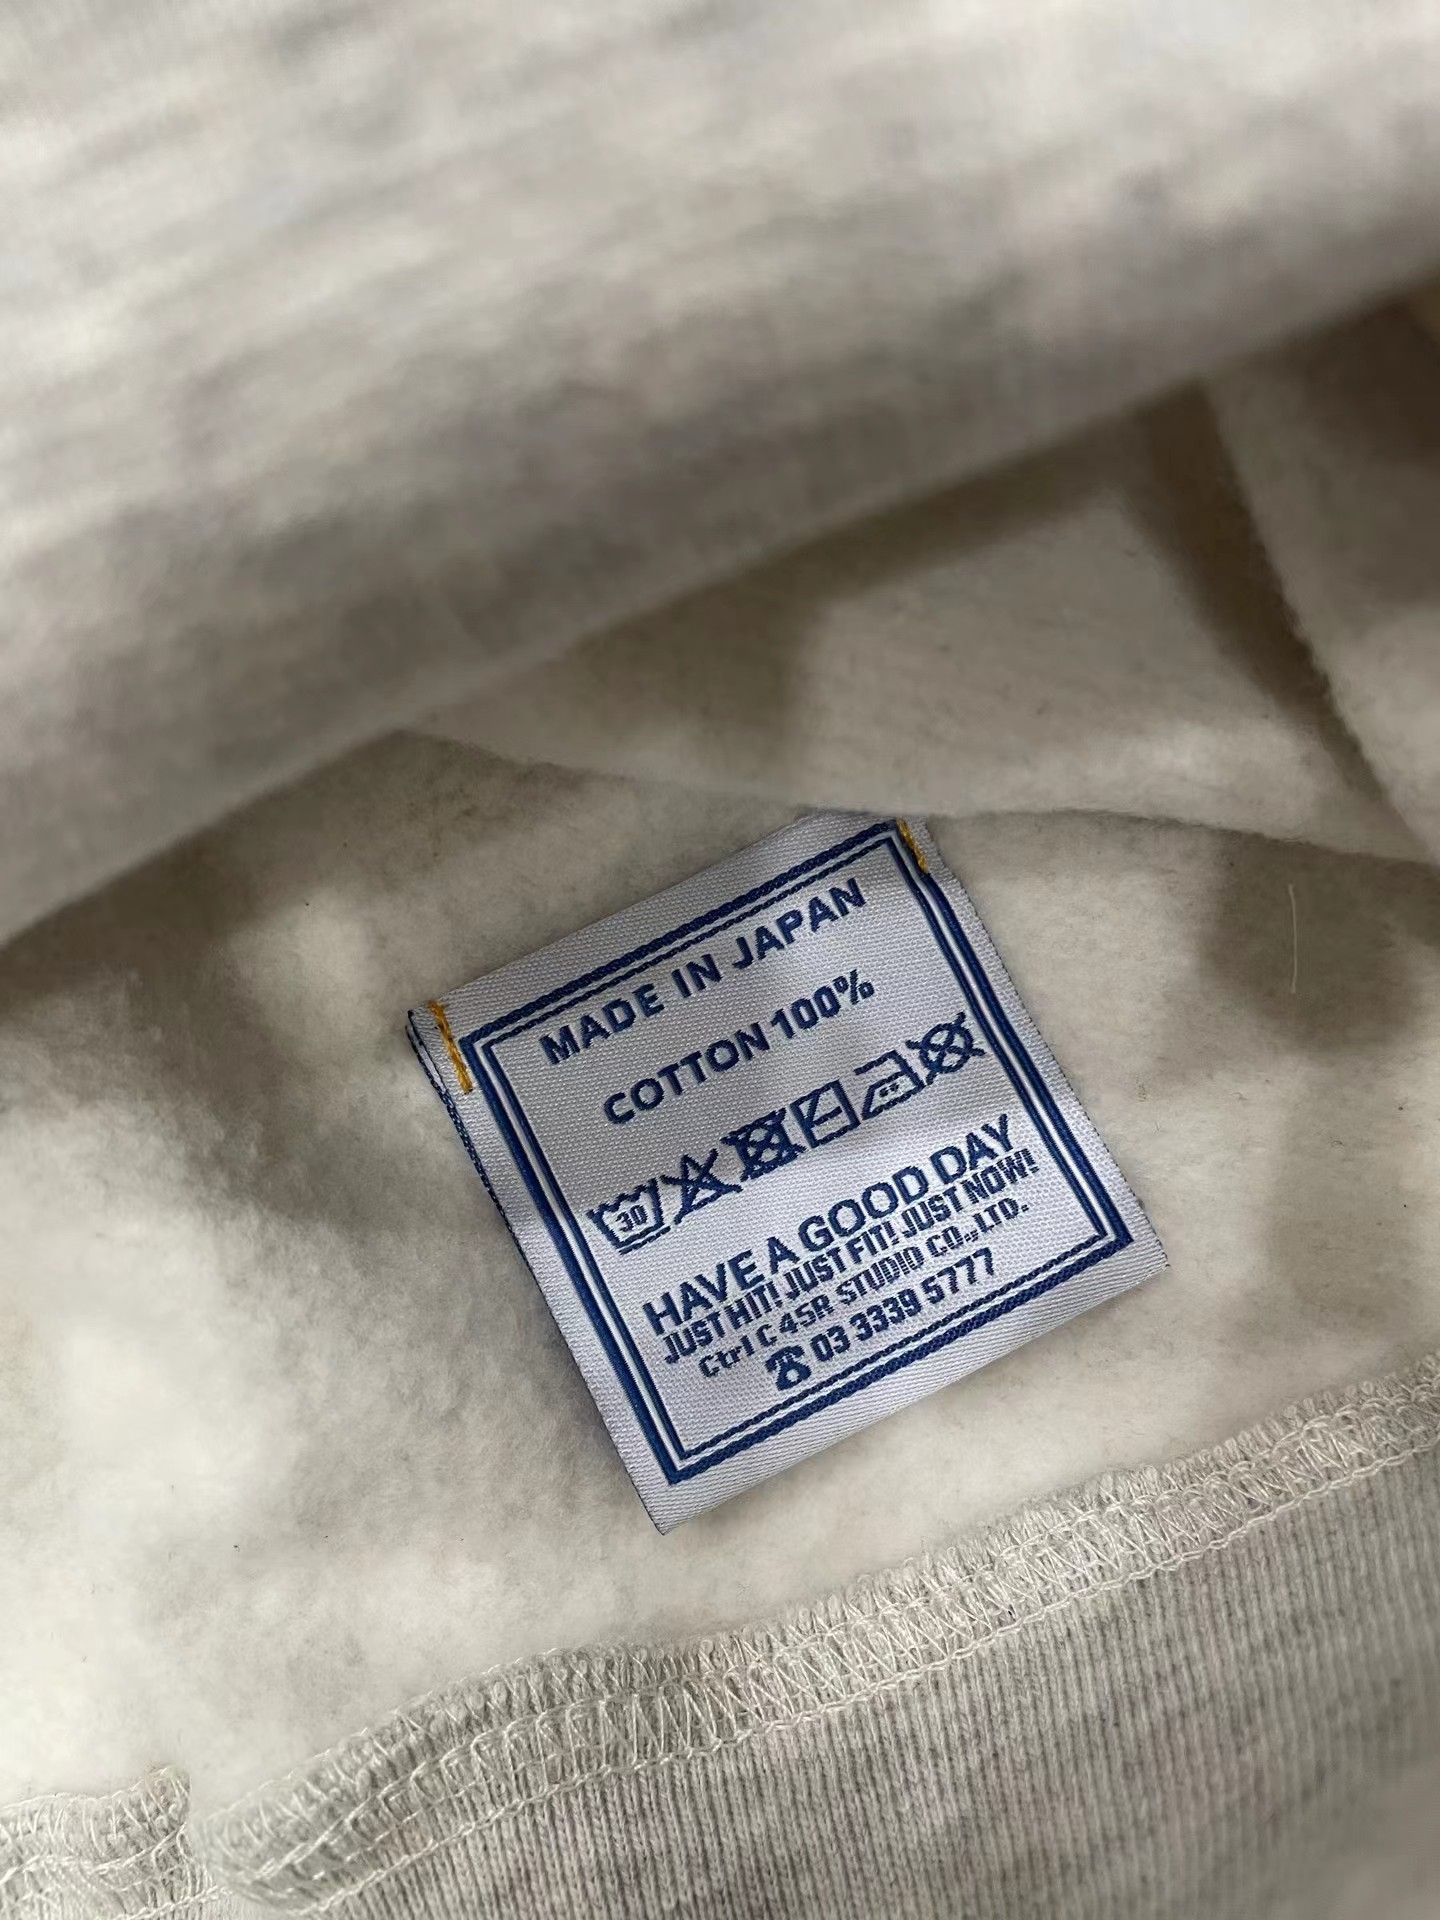 MADE IN JAPAN
COTTON 100%
30
HAVE A GOOD DAY
JUST HIT! JUST FIT! JUST NOW!
Ctrl C 45R STUDIO CO.,LTD.
☎ 03 3339 5777